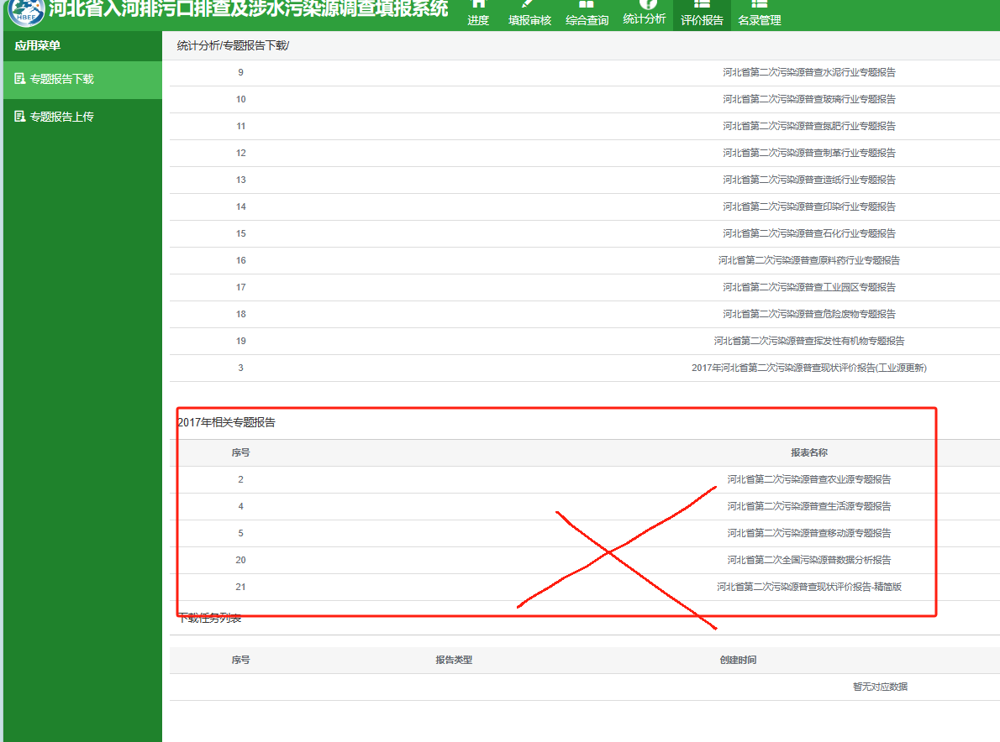 HBEE
河北省入河排污口排查及涉水污染源调查填报系统
进度 填报审核 综合查询 统计分析 评价报告 名录管理
应用菜单
专题报告下载
专题报告上传
统计分析/专题报告下载/
9 河北省第二次污染源普查水泥行业专题报告
10 河北省第二次污染源普查玻璃行业专题报告
11 河北省第二次污染源普查氮肥行业专题报告
12 河北省第二次污染源普查制革行业专题报告
13 河北省第二次污染源普查造纸行业专题报告
14 河北省第二次污染源普查印染行业专题报告
15 河北省第二次污染源普查石化行业专题报告
16 河北省第二次污染源普查原料药行业专题报告
17 河北省第二次污染源普查工业园区专题报告
18 河北省第二次污染源普查危险废物专题报告
19 河北省第二次污染源普查挥发性有机物专题报告
3 2017年河北省第二次污染源普查现状评价报告(工业源更新)
2017年相关专题报告
序号 报表名称
2 河北省第二次污染源普查农业源专题报告
4 河北省第二次污染源普查生活源专题报告
5 河北省第二次污染源普查移动源专题报告
20 河北省第二次全国污染源普数据分析报告
21 河北省第二次污染源普查现状评价报告-精简版
下载任务列表
序号 报告类型 创建时间
暂无对应数据